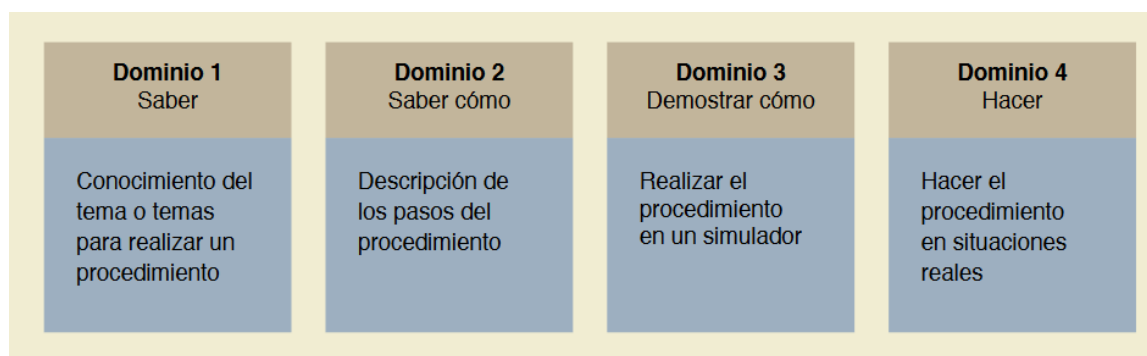 Dominio 1
Saber
Conocimiento del
tema o temas
para realizar un
procedimiento
Dominio 2
Saber cómo
Descripción de
los pasos del
procedimiento
Dominio 3
Demostrar cómo
Realizar el
procedimiento
en un simulador
Dominio 4
Hacer
Hacer el
procedimiento
en situaciones
reales